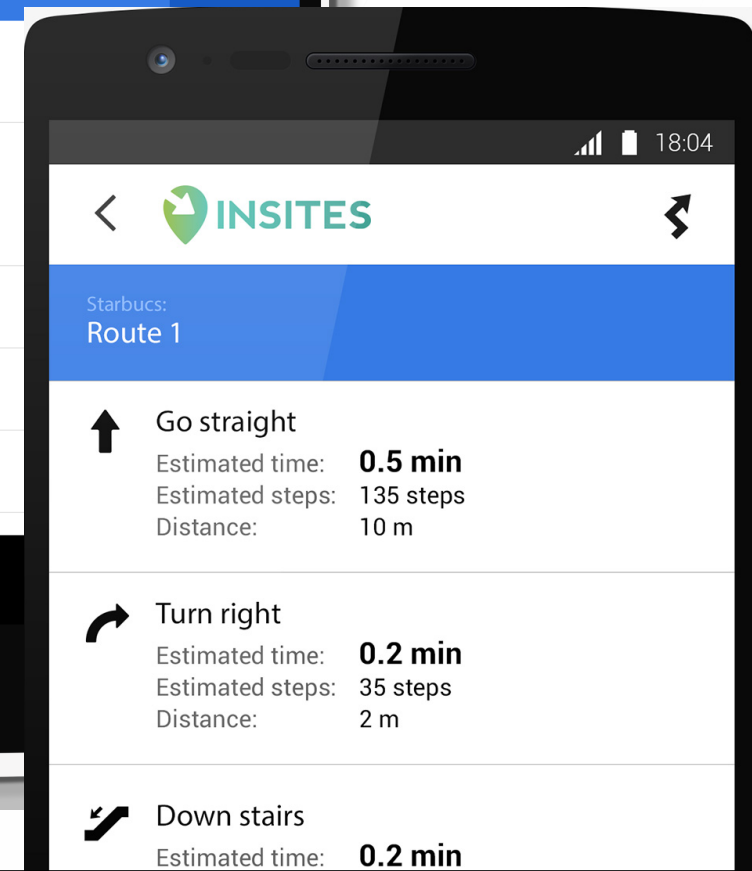 18:04
INSITES
Starbucs:
Route 1
Go straight
Estimated time: 0.5 min
Estimated steps: 135 steps
Distance: 10 m
Turn right
Estimated time: 0.2 min
Estimated steps: 35 steps
Distance: 2 m
Down stairs
Estimated time: 0.2 min